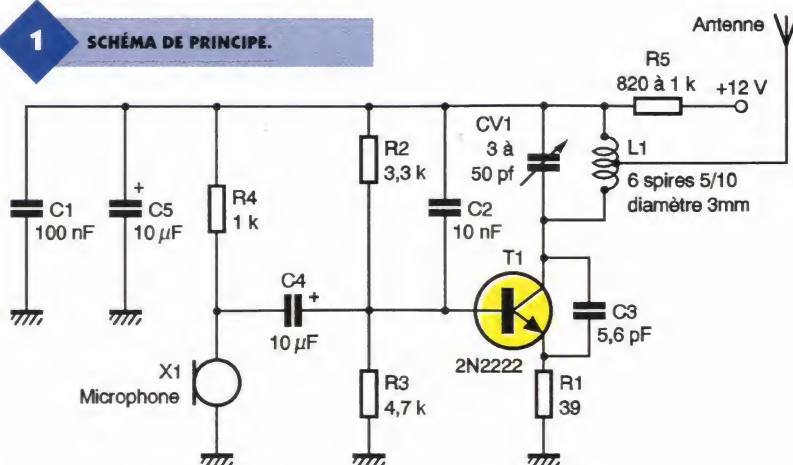 1 SCHÉMA DE PRINCIPE.
Antenne
R5
820 à 1 k
+12 V
CV1
3 à
50 pf
L1
6 spires 5/10
diamètre 3mm
R2
3,3 k
C1
100 nF
+
C5
10 µF
R4
1 k
C2
10 nF
T1
C4
+
10 µF
C3
5,6 pF
2N2222
X1
Microphone
R3
4,7 k
R1
39